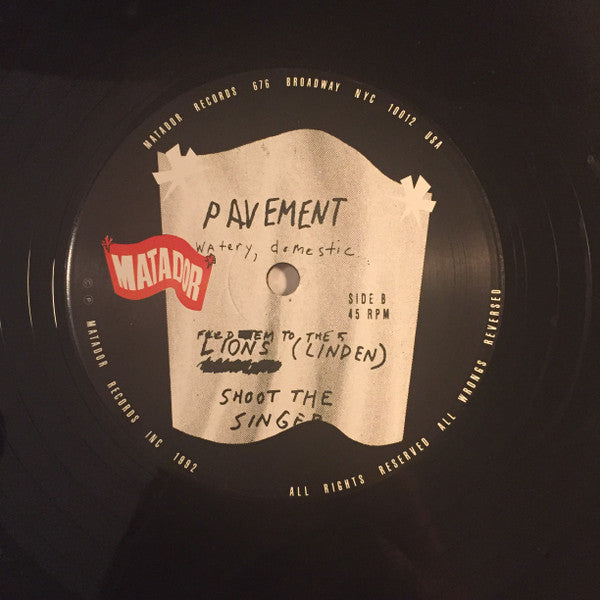 MATADOR RECORDS 676 BROADWAY NYC 10012 USA
PAVEMENT
watery, domestic
MATADOR
SIDE B
45 RPM
FEED EM TO THE
LIONS (LINDEN)
SHOOT THE
SINGER
© ℗ MATADOR RECORDS INC 1992
ALL RIGHTS RESERVED ALL WRONGS REVERSED